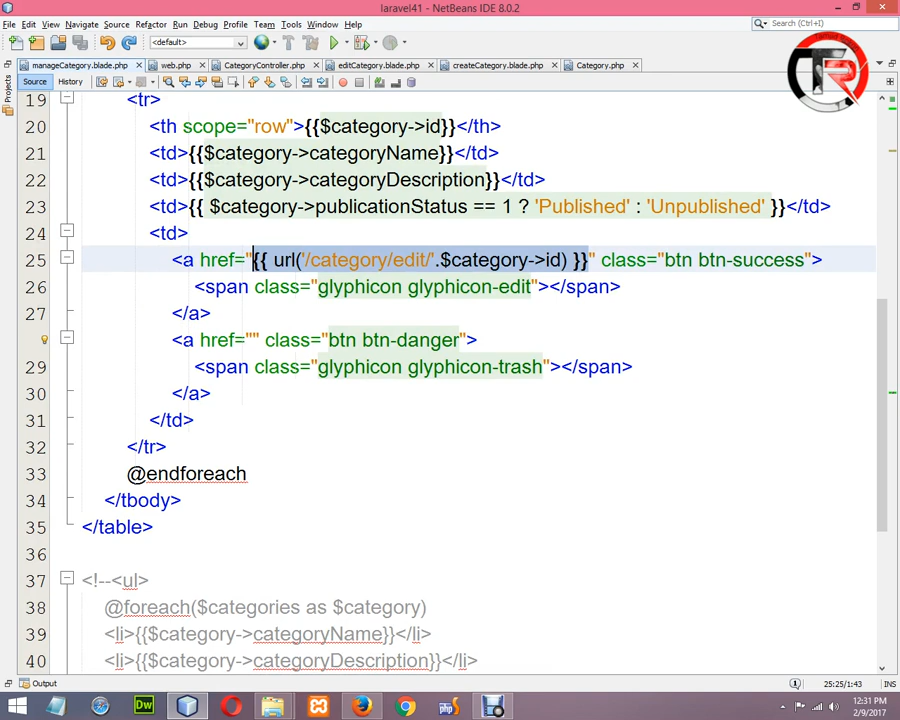 laravel41 - NetBeans IDE 8.0.2
File Edit View Navigate Source Refactor Run Debug Profile Team Tools Window Help
Search (Ctrl+I)
<default>
manageCategory.blade.php web.php CategoryController.php editCategory.blade.php createCategory.blade.php Category.php
Source History
Projects
19 <tr>
20 <th scope="row">{{$category->id}}</th>
21 <td>{{$category->categoryName}}</td>
22 <td>{{$category->categoryDescription}}</td>
23 <td>{{ $category->publicationStatus == 1 ? 'Published' : 'Unpublished' }}</td>
24 <td>
25 <a href="{{ url('/category/edit/'.$category->id) }}" class="btn btn-success">
26 <span class="glyphicon glyphicon-edit"></span>
27 </a>
<a href="" class="btn btn-danger">
29 <span class="glyphicon glyphicon-trash"></span>
30 </a>
31 </td>
32 </tr>
33 @endforeach
34 </tbody>
35 </table>
36
37 <!--<ul>
38 @foreach($categories as $category)
39 <li>{{$category->categoryName}}</li>
40 <li>{{$category->categoryDescription}}</li>
Output
25:25/1:43 INS
12:31 PM
2/9/2017